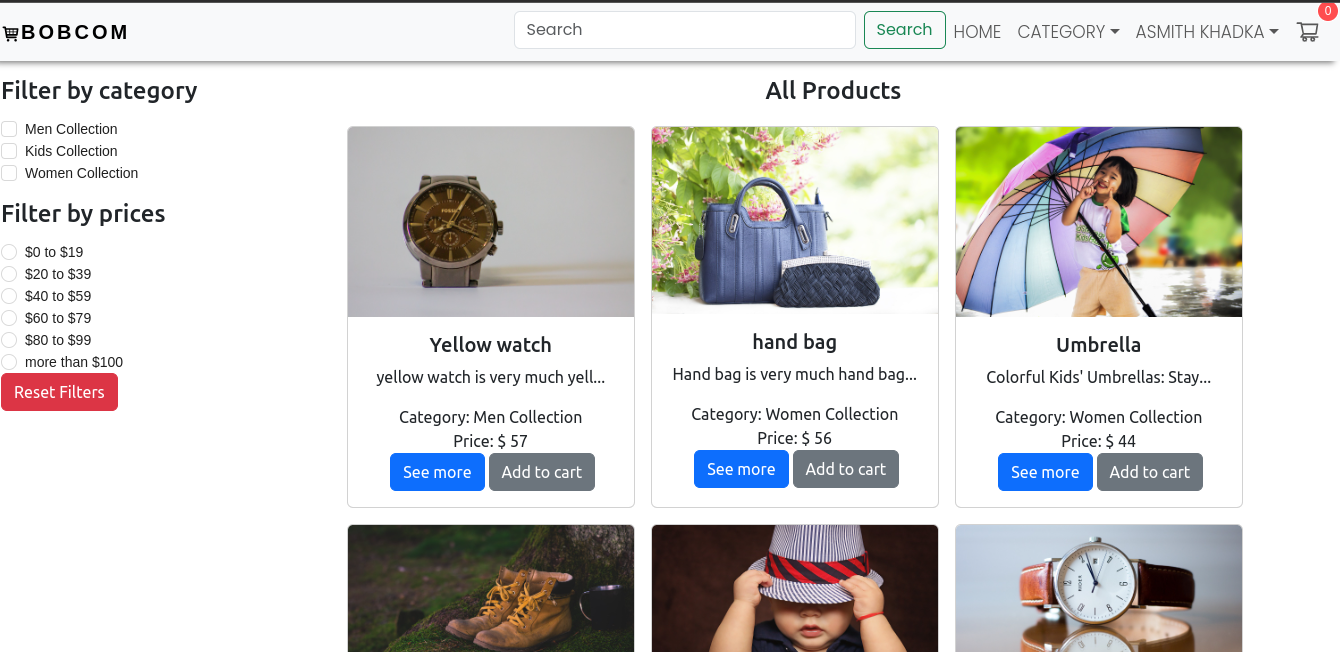 BOBCOM
Search
Search
HOME
CATEGORY
ASMITH KHADKA
0
Filter by category
Men Collection
Kids Collection
Women Collection
Filter by prices
$0 to $19
$20 to $39
$40 to $59
$60 to $79
$80 to $99
more than $100
Reset Filters
All Products
Yellow watch
yellow watch is very much yell...
Category: Men Collection
Price: $ 57
See more
Add to cart
hand bag
Hand bag is very much hand bag...
Category: Women Collection
Price: $ 56
See more
Add to cart
Umbrella
Colorful Kids' Umbrellas: Stay...
Category: Women Collection
Price: $ 44
See more
Add to cart